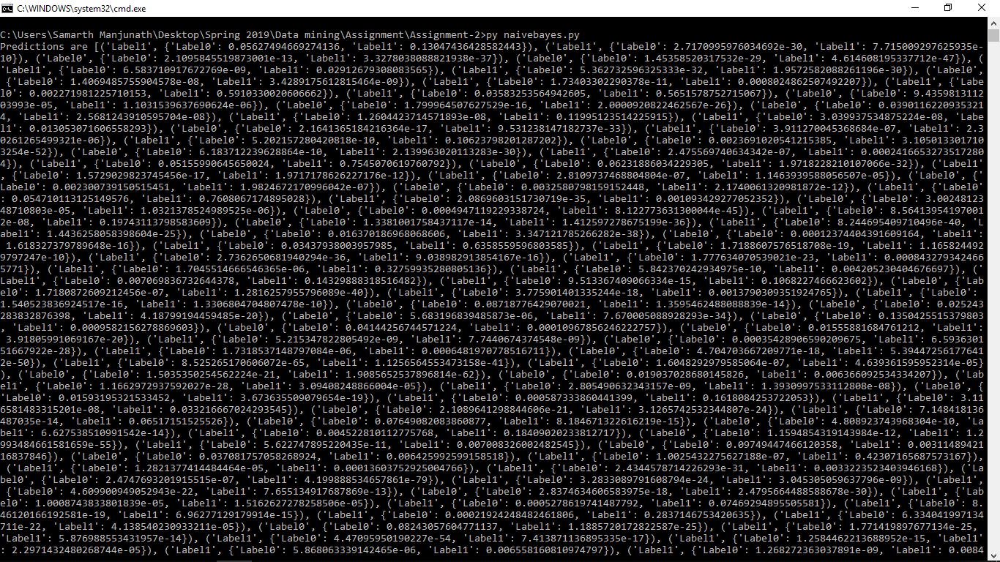 C:\WINDOWS\system32\cmd.exe
C:\Users\Samarth Manjunath\Desktop\Spring 2019\Data mining\Assignment\Assignment-2>py naivebayes.py
Predictions are [('Label1', {'Label0': 0.05627494669274136, 'Label1': 0.13047436428582443}), ('Label1', {'Label0': 2.7170995976034692e-30, 'Label1': 7.715009297625935e-
10}), ('Label0', {'Label0': 2.1095845519873001e-13, 'Label1': 3.3278038088821938e-37}), ('Label0', {'Label0': 1.45358520317532e-29, 'Label1': 4.614608195337712e-47}), (
'Label1', {'Label0': 6.583710917672769e-09, 'Label1': 0.02912679308083565}), ('Label1', {'Label0': 5.362732596325333e-32, 'Label1': 1.9572582088261196e-30}), ('Label0',
 {'Label0': 1.4069485755904578e-08, 'Label1': 3.4289175612815464e-09}), ('Label1', {'Label0': 1.73403302290378e-11, 'Label1': 0.0008024862507492207}), ('Label1', {'Labe
l0': 0.002271981225710153, 'Label1': 0.5910330020606662}), ('Label1', {'Label0': 0.03583253564942605, 'Label1': 0.5651578752715067}), ('Label0', {'Label0': 9.4359813112
03993e-05, 'Label1': 1.1031539637690624e-06}), ('Label0', {'Label0': 1.799964507627529e-16, 'Label1': 2.0000920822462567e-26}), ('Label0', {'Label0': 0.0390116220935321
4, 'Label1': 2.5681243910595704e-08}), ('Label1', {'Label0': 1.2604423714571893e-08, 'Label1': 0.11995123514225915}), ('Label1', {'Label0': 3.039937534875224e-08, 'Labe
l1': 0.013053071606558293}), ('Label0', {'Label0': 2.1641365184216364e-17, 'Label1': 9.531238147182737e-33}), ('Label1', {'Label0': 3.911270045368684e-07, 'Label1': 2.3
0261265499321e-06}), ('Label1', {'Label0': 5.202157280420818e-10, 'Label1': 0.10623798201287202}), ('Label0', {'Label0': 0.0023691020541215385, 'Label1': 3.105013301710
3254e-52}), ('Label0', {'Label0': 6.183712239628864e-10, 'Label1': 2.139963020113283e-30}), ('Label1', {'Label0': 2.475569740634342e-07, 'Label1': 0.0002416653273517280
4}), ('Label1', {'Label0': 0.05155990645650024, 'Label1': 0.7545070619760792}), ('Label0', {'Label0': 0.0623188603 4229305, 'Label1': 1.9718228210107066e-32}), ('Label1'
, {'Label0': 1.5729029823745456e-17, 'Label1': 1.9717178626227176e-12}), ('Label1', {'Label0': 2.8109737468804804e-07, 'Label1': 1.1463939588056507e-05}), ('Label0', {'
Label0': 0.002300739150515451, 'Label1': 1.9824672170996042e-07}), ('Label0', {'Label0': 0.0032580798159152448, 'Label1': 2.1740061320981872e-12}), ('Label1', {'Label0'
: 0.054710113125149576, 'Label1': 0.7608067174895028}), ('Label1', {'Label0': 2.0869603151730719e-35, 'Label1': 0.001093429277052352}), ('Label0', {'Label0': 3.00248123
48710803e-05, 'Label1': 1.0321378524989525e-06}), ('Label0', {'Label0': 0.0004947119229338724, 'Label1': 8.122773631300044e-45}), ('Label1', {'Label0': 8.56413954197001
2e-08, 'Label1': 0.19743113798583609}), ('Label0', {'Label0': 1.3381001758437117e-14, 'Label1': 1.412597278675199e-36}), ('Label1', {'Label0': 8.244695409710496e-40, 'L
abel1': 1.4436258058398604e-25}), ('Label0', {'Label0': 0.016370186968068606, 'Label1': 3.347121785266282e-38}), ('Label0', {'Label0': 0.00012374404391609164, 'Label1':
 1.618327379789648e-16}), ('Label1', {'Label0': 0.03437938003957985, 'Label1': 0.6358559596803585}), ('Label1', {'Label0': 1.7188607576518708e-19, 'Label1': 1.165824492
9797247e-10}), ('Label1', {'Label0': 2.7362650681940294e-36, 'Label1': 9.038982913854167e-16}), ('Label1', {'Label0': 1.777634070539021e-23, 'Label1': 0.000843279342466
5771}), ('Label1', {'Label0': 1.7045514666546365e-06, 'Label1': 0.32759935280805136}), ('Label1', {'Label0': 5.842370242934975e-10, 'Label1': 0.004205230404676697}), ('
Label1', {'Label0': 0.007069836732644378, 'Label1': 0.14329888318516482}), ('Label1', {'Label0': 9.513367409066334e-15, 'Label1': 0.1068227466623602}), ('Label0', {'Lab
el0': 1.7180872609212456e-07, 'Label1': 1.2816257955796089e-40}), ('Label1', {'Label0': 3.775901401335244e-18, 'Label1': 0.0013790309351924765}), ('Label1', {'Label0':
1.540523836924517e-16, 'Label1': 1.3306804704807478e-10}), ('Label0', {'Label0': 0.08718776429070021, 'Label1': 1.3595462488088839e-14}), ('Label0', {'Label0': 0.025243
283832876398, 'Label1': 4.18799194459485e-20}), ('Label0', {'Label0': 5.683196839485873e-06, 'Label1': 7.670005088928293e-34}), ('Label0', {'Label0': 0.1350425515379803
, 'Label1': 0.0009582156278869603}), ('Label0', {'Label0': 0.04144256744571224, 'Label1': 0.00010967856246222757}), ('Label0', {'Label0': 0.01555881684761212, 'Label1':
 3.91805991069167e-20}), ('Label1', {'Label0': 5.215347822805492e-09, 'Label1': 7.7440674374548e-09}), ('Label0', {'Label0': 0.00035428906590209675, 'Label1': 6.5936301
51667922e-28}), ('Label1', {'Label0': 1.7318537148797084e-06, 'Label1': 0.0006481970778516711}), ('Label0', {'Label0': 4.704703667209771e-18, 'Label1': 5.39447256177641
2e-50}), ('Label1', {'Label0': 8.525265170606072e-65, 'Label1': 1.1256564553473158e-41}), ('Label1', {'Label0': 1.6048292979585064e-07, 'Label1': 4.639361595952314e-05}
), ('Label0', {'Label0': 1.5035350254562224e-21, 'Label1': 1.9085652537896814e-62}), ('Label0', {'Label0': 0.019037028680145826, 'Label1': 0.006366092534334207}), ('Lab
el1', {'Label0': 1.1662972937592027e-28, 'Label1': 3.09408248866004e-05}), ('Label1', {'Label0': 2.805490632343157e-09, 'Label1': 1.3930997533112808e-08}), ('Label0', {
'Label0': 0.01593195321533452, 'Label1': 3.673635509079654e-19}), ('Label1', {'Label0': 0.000587333860441399, 'Label1': 0.1618084253722053}), ('Label1', {'Label0': 3.11
6581483315201e-08, 'Label1': 0.033216667024293545}), ('Label0', {'Label0': 2.1089641298844606e-21, 'Label1': 3.1265742532344807e-24}), ('Label1', {'Label0': 7.148418136
487035e-14, 'Label1': 0.06517151525526}), ('Label0', {'Label0': 0.07649082083860877, 'Label1': 8.184671322616219e-15}), ('Label0', {'Label0': 4.808923743968304e-10, 'La
bel1': 6.627538510991542e-14}), ('Label1', {'Label0': 0.004522810112775768, 'Label1': 0.18409020233812717}), ('Label0', {'Label0': 1.1594854319143984e-12, 'Label1': 1.2
993484661581659e-55}), ('Label1', {'Label0': 5.622747895220435e-11, 'Label1': 0.007008326002482545}), ('Label0', {'Label0': 0.09749447466120358, 'Label1': 0.00311489422
16837846}), ('Label0', {'Label0': 0.037081757058268924, 'Label1': 0.006425992599158518}), ('Label1', {'Label0': 1.0025432275627188e-07, 'Label1': 0.42307165687573167}),
 ('Label1', {'Label0': 1.2821377414484464e-05, 'Label1': 0.00013603752925004766}), ('Label1', {'Label0': 2.4344578714226293e-31, 'Label1': 0.0033223523403946168}), ('La
bel0', {'Label0': 2.4747693201915515e-07, 'Label1': 4.199888534657861e-79}), ('Label1', {'Label0': 3.2833089791608794e-24, 'Label1': 3.045305059637796e-09}), ('Label1',
 {'Label0': 4.609900949052943e-22, 'Label1': 7.655134917687869e-13}), ('Label0', {'Label0': 2.8374634606583975e-18, 'Label1': 2.4795664488588678e-30}), ('Label1', {'Lab
el0': 1.0008743833801839e-05, 'Label1': 1.5162627278258506e-05}), ('Label1', {'Label0': 0.0005278619741487792, 'Label1': 0.07469294895505581}), ('Label1', {'Label0': 8.
46120166192581e-19, 'Label1': 6.96277129179914e-15}), ('Label1', {'Label0': 0.00021924248482461806, 'Label1': 0.2837146753420635}), ('Label1', {'Label0': 6.334041997134
711e-22, 'Label1': 4.138540230933211e-05}), ('Label0', {'Label0': 0.08243057604771137, 'Label1': 1.1885720172822587e-25}), ('Label1', {'Label0': 1.771419897677134e-25,
 'Label1': 5.876988553431957e-14}), ('Label1', {'Label0': 4.47095950190227e-54, 'Label1': 7.413871136895335e-17}), ('Label1', {'Label0': 1.2584462213688952e-15, 'Label1'
: 2.2971432480268744e-05}), ('Label1', {'Label0': 5.868063339142465e-06, 'Label1': 0.006558160810974797}), ('Label1', {'Label0': 1.268272363037891e-09, 'Label1': 0.0084